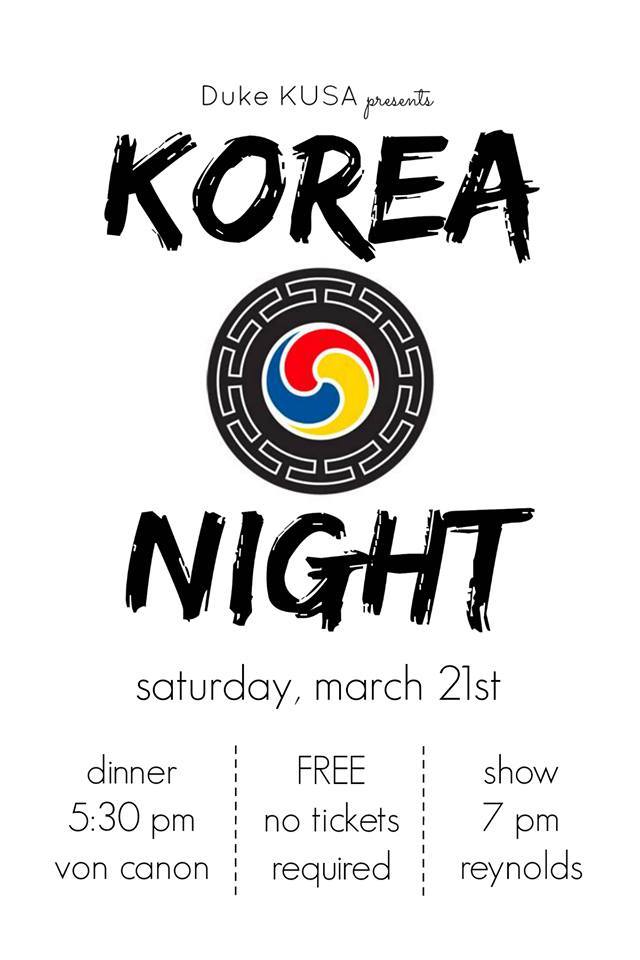 Duke KUSA presents
KOREA
NIGHT
saturday, march 21st
dinner
5:30 pm
von canon
FREE
no tickets
required
show
7 pm
reynolds